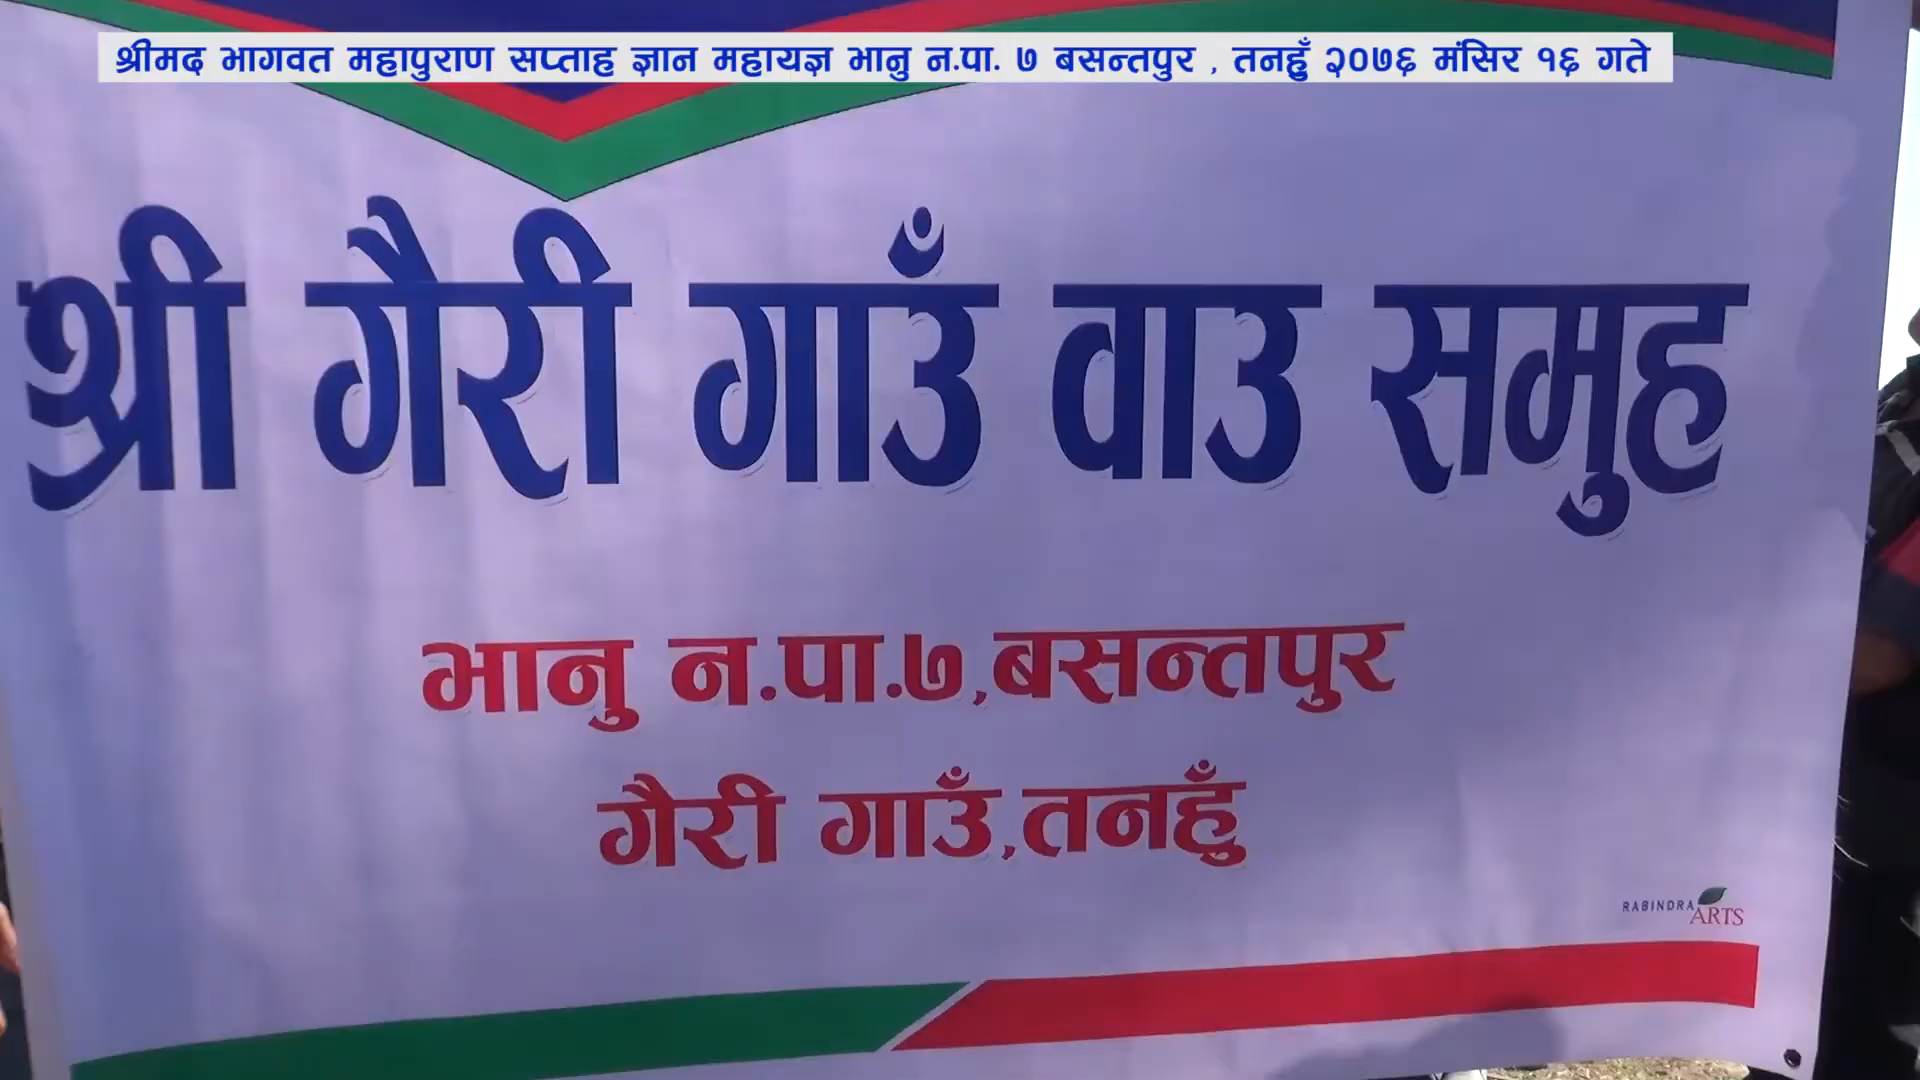 श्रीमद भागवत महापुराण सप्ताह ज्ञान महायज्ञ भानु न.पा. ७ बसन्तपुर , तनहुँ २०७६ मंसिर १६ गते
श्री गैरी गाउँ वाउ समुह
भानु न.पा.७,बसन्तपुर
गैरी गाउँ,तनहुँ
RABINDRA ARTS